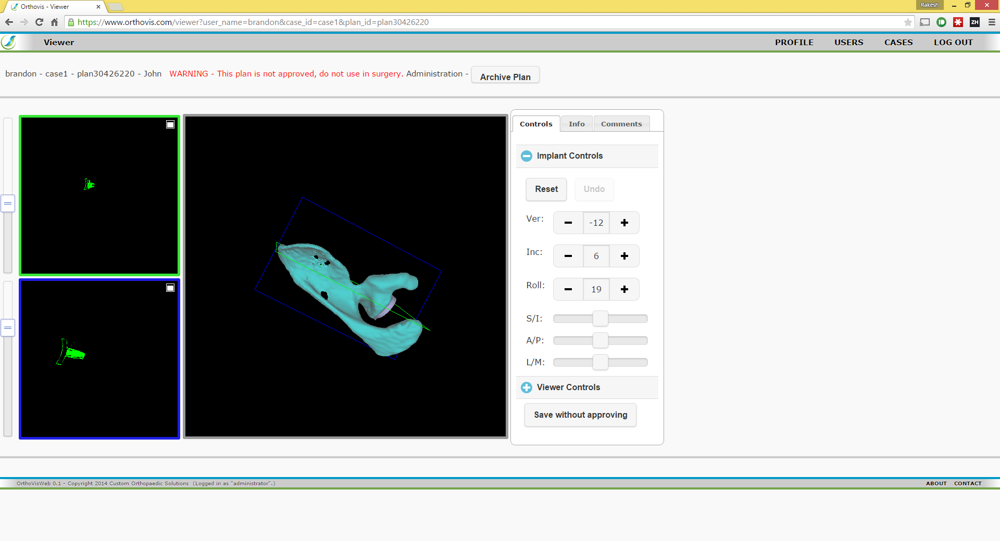 Orthovis - Viewer
Rakesh
https://www.orthovis.com/viewer?user_name=brandon&case_id=case1&plan_id=plan30426220
ZH
Viewer
PROFILE USERS CASES LOG OUT
brandon - case1 - plan30426220 - John WARNING - This plan is not approved, do not use in surgery. Administration - Archive Plan
Controls Info Comments
Implant Controls
Reset Undo
Ver: -12
Inc: 6
Roll: 19
S/I:
A/P:
L/M:
Viewer Controls
Save without approving
OrthoVisWeb 0.1 - Copyright 2014 Custom Orthopaedic Solutions (Logged in as "administrator".)
ABOUT CONTACT